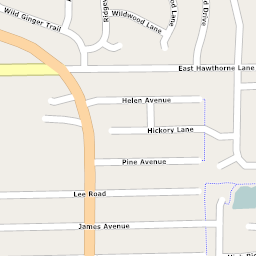 Wild Ginger Trail
Wildwood Lane
East Hawthorne Lane
Helen Avenue
Hickory Lane
Pine Avenue
Lee Road
James Avenue